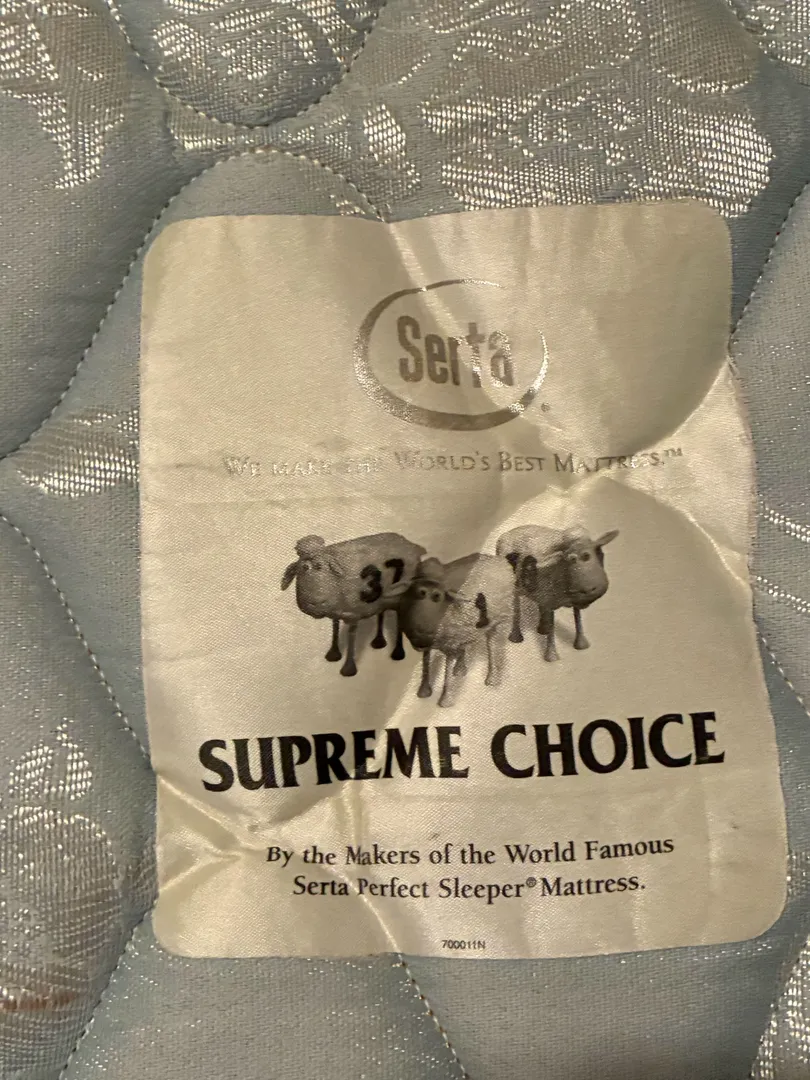 Serta®
WE MAKE THE WORLD'S BEST MATTRESS.™
37
1
SUPREME CHOICE
By the Makers of the World Famous
Serta Perfect Sleeper® Mattress.
700011N